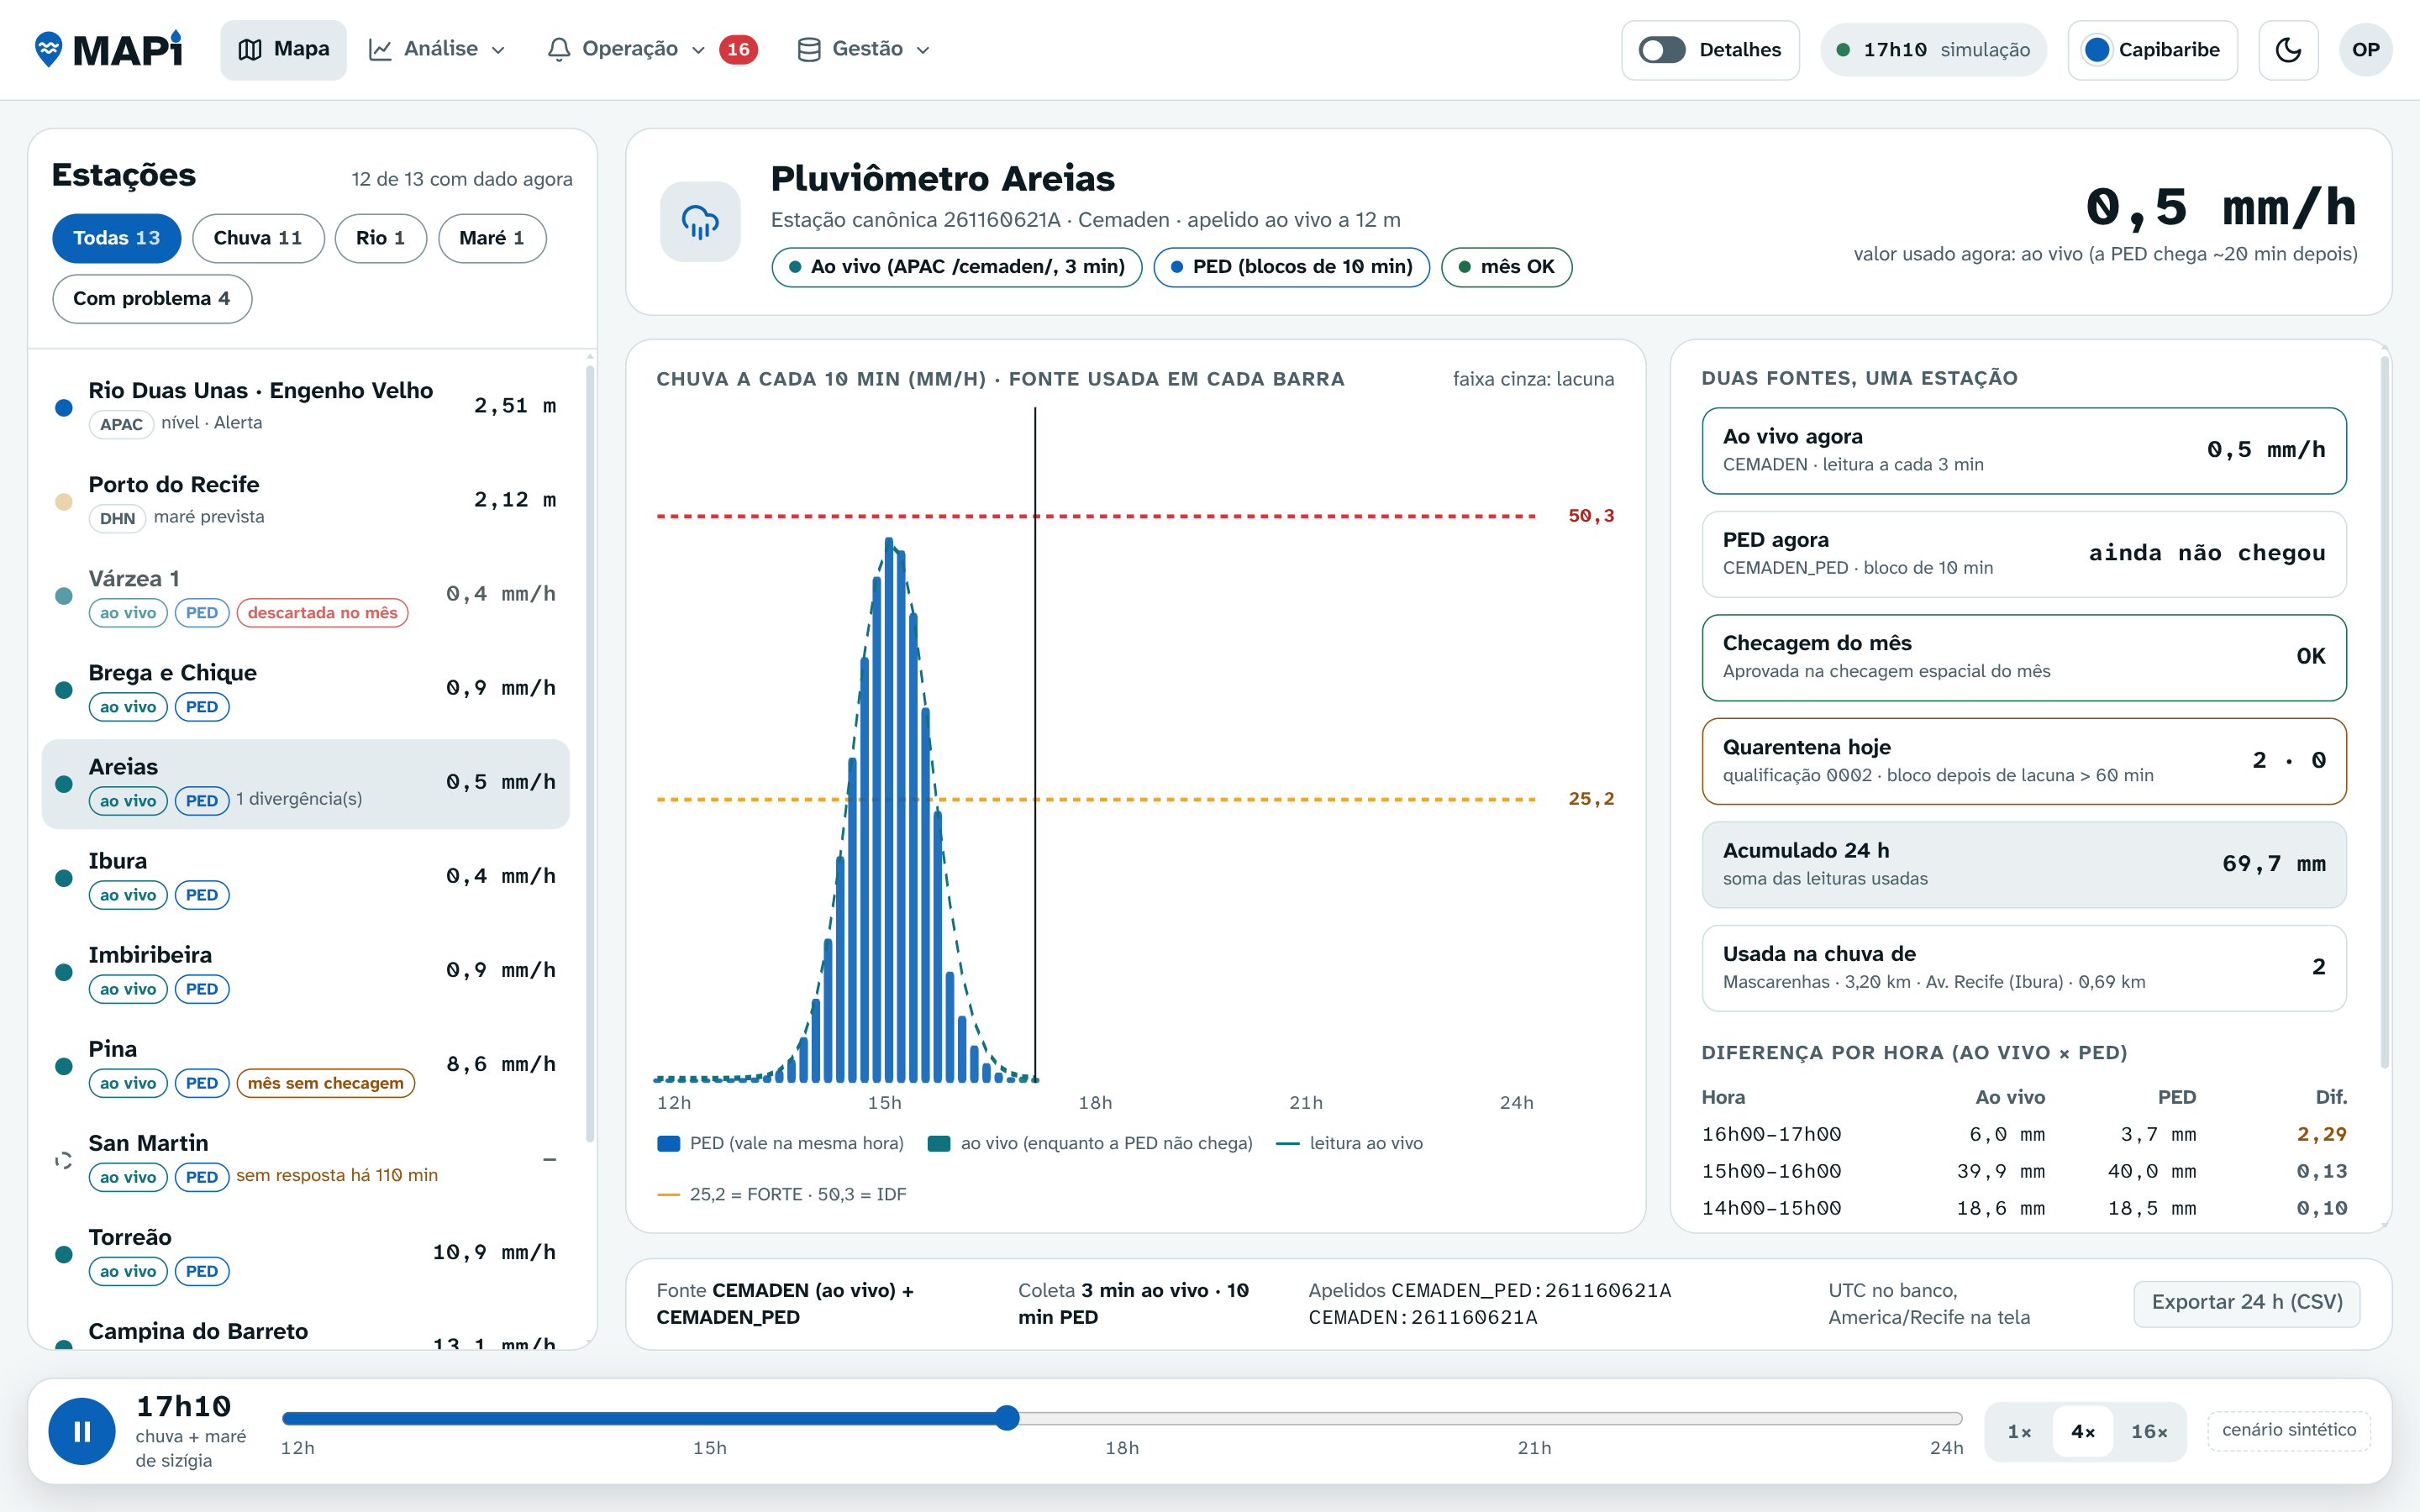 MAPi
Mapa
Análise
Operação 16
Gestão
Detalhes
17h10 simulação
Capibaribe
OP
Estações
12 de 13 com dado agora
Todas 13
Chuva 11
Rio 1
Maré 1
Com problema 4
Rio Duas Unas · Engenho Velho
APAC nível · Alerta
2,51 m
Porto do Recife
DHN maré prevista
2,12 m
Várzea 1
ao vivo PED descartada no mês
0,4 mm/h
Brega e Chique
ao vivo PED
0,9 mm/h
Areias
ao vivo PED 1 divergência(s)
0,5 mm/h
Ibura
ao vivo PED
0,4 mm/h
Imbiribeira
ao vivo PED
0,9 mm/h
Pina
ao vivo PED mês sem checagem
8,6 mm/h
San Martin
ao vivo PED sem resposta há 110 min
–
Torreão
ao vivo PED
10,9 mm/h
Campina do Barreto
13,1 mm/h
Pluviômetro Areias
Estação canônica 261160621A · Cemaden · apelido ao vivo a 12 m
Ao vivo (APAC /cemaden/, 3 min)
PED (blocos de 10 min)
mês OK
0,5 mm/h
valor usado agora: ao vivo (a PED chega ~20 min depois)
CHUVA A CADA 10 MIN (MM/H) · FONTE USADA EM CADA BARRA
faixa cinza: lacuna
50,3
25,2
12h 15h 18h 21h 24h
PED (vale na mesma hora)
ao vivo (enquanto a PED não chega)
leitura ao vivo
25,2 = FORTE · 50,3 = IDF
DUAS FONTES, UMA ESTAÇÃO
Ao vivo agora
CEMADEN · leitura a cada 3 min
0,5 mm/h
PED agora
CEMADEN_PED · bloco de 10 min
ainda não chegou
Checagem do mês
Aprovada na checagem espacial do mês
OK
Quarentena hoje
qualificação 0002 · bloco depois de lacuna > 60 min
2 · 0
Acumulado 24 h
soma das leituras usadas
69,7 mm
Usada na chuva de
Mascarenhas · 3,20 km · Av. Recife (Ibura) · 0,69 km
2
DIFERENÇA POR HORA (AO VIVO × PED)
Hora Ao vivo PED Dif.
16h00–17h00 6,0 mm 3,7 mm 2,29
15h00–16h00 39,9 mm 40,0 mm 0,13
14h00–15h00 18,6 mm 18,5 mm 0,10
Fonte CEMADEN (ao vivo) +
CEMADEN_PED
Coleta 3 min ao vivo · 10
min PED
Apelidos CEMADEN_PED:261160621A
CEMADEN:261160621A
UTC no banco,
America/Recife na tela
Exportar 24 h (CSV)
17h10
chuva + maré
de sizígia
12h 15h 18h 21h 24h
1× 4× 16×
cenário sintético